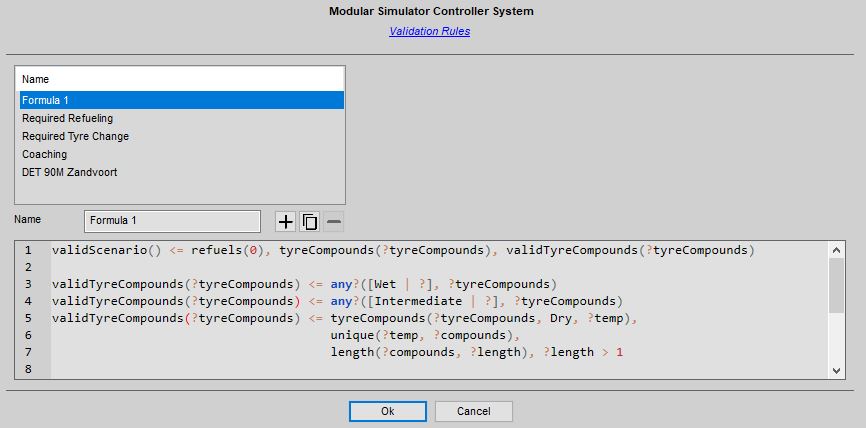 Modular Simulator Controller System
Validation Rules
Name
Formula 1
Required Refueling
Required Tyre Change
Coaching
DET 90M Zandvoort
Name Formula 1
1 validScenario() <= refuels(0), tyreCompounds(?tyreCompounds), validTyreCompounds(?tyreCompounds)
2
3 validTyreCompounds(?tyreCompounds) <= any?([Wet | ?], ?tyreCompounds)
4 validTyreCompounds(?tyreCompounds) <= any?([Intermediate | ?], ?tyreCompounds)
5 validTyreCompounds(?tyreCompounds) <= tyreCompounds(?tyreCompounds, Dry, ?temp),
6 unique(?temp, ?compounds),
7 length(?compounds, ?length), ?length > 1
8
Ok Cancel